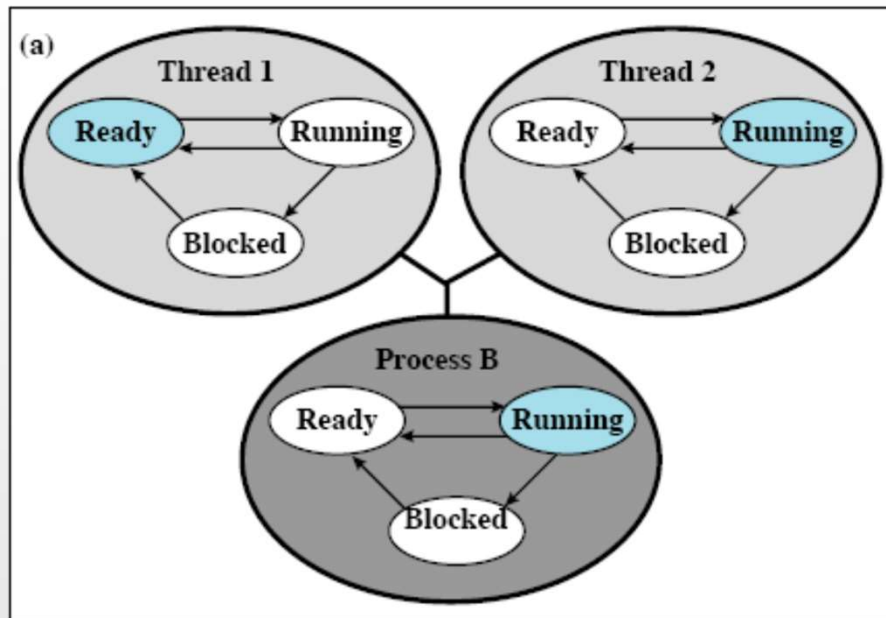 (a)
Thread 1
Ready
Running
Blocked
Thread 2
Ready
Running
Blocked
Process B
Ready
Running
Blocked